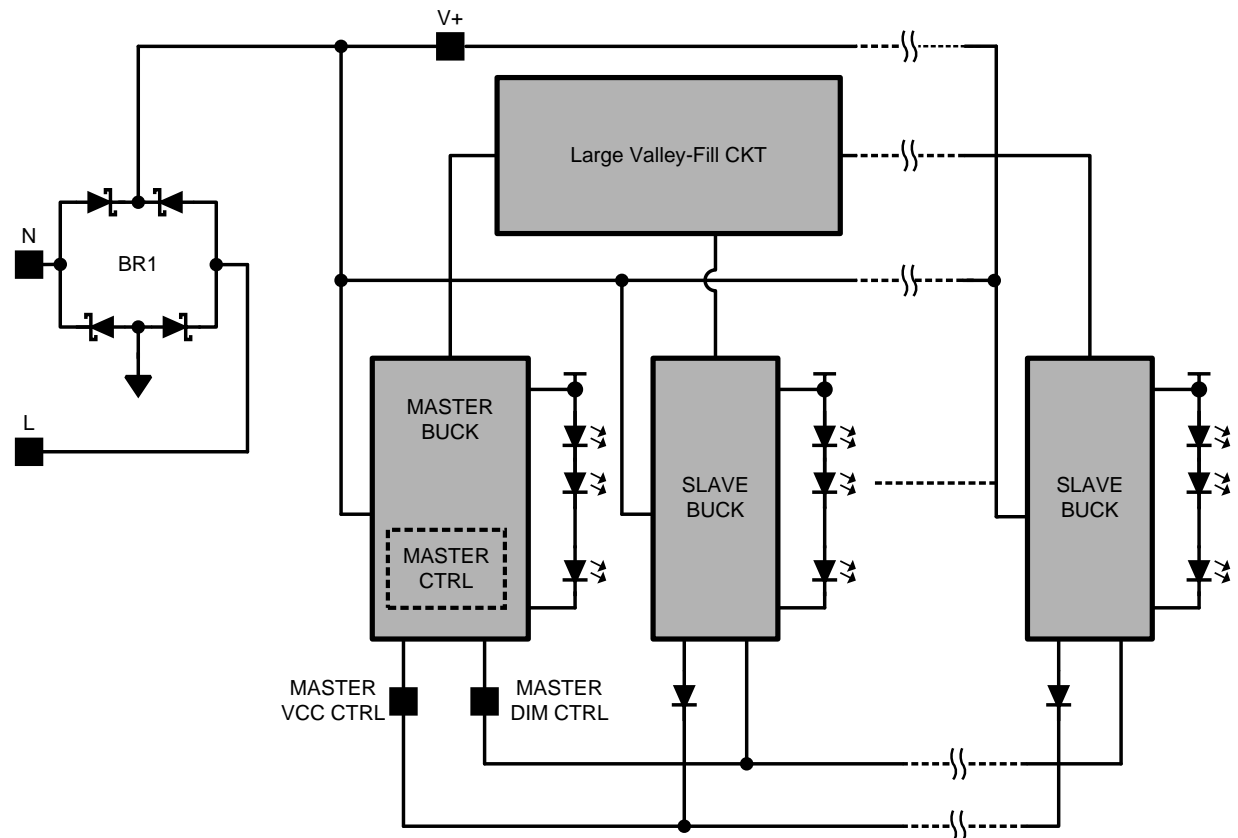 V+
Large Valley-Fill CKT
N
BR1
L
MASTER
BUCK
MASTER
CTRL
SLAVE
BUCK
SLAVE
BUCK
MASTER
VCC CTRL
MASTER
DIM CTRL